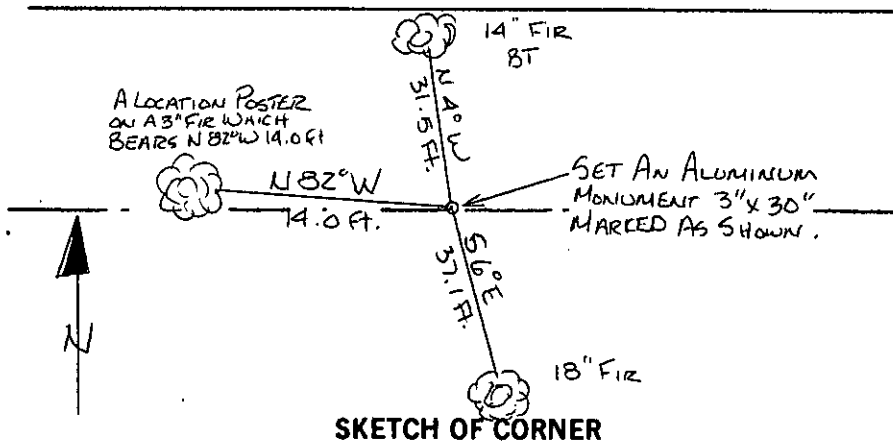 14" FIR
BT
A LOCATION POSTER
ON A 3" FIR WHICH
BEARS N 82° W 14.0 Ft
N 4° W
31.5 Ft.
N 82° W
14.0 Ft.
SET AN ALUMINUM
MONUMENT 3" x 30"
MARKED AS SHOWN.
S 6° E
37.1 Ft.
N
18" FIR
SKETCH OF CORNER